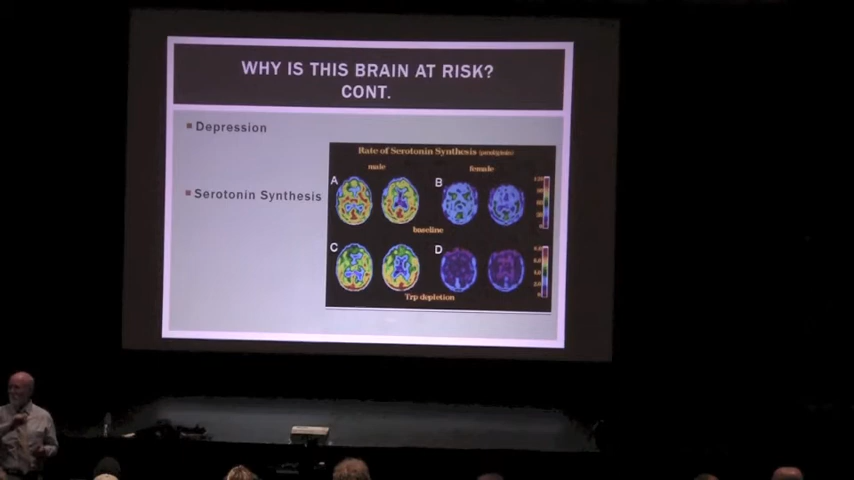 WHY IS THIS BRAIN AT RISK?
CONT.
▪ Depression
▪ Serotonin Synthesis
Rate of Serotonin Synthesis
male
female
A
B
baseline
C
D
Trp depletion